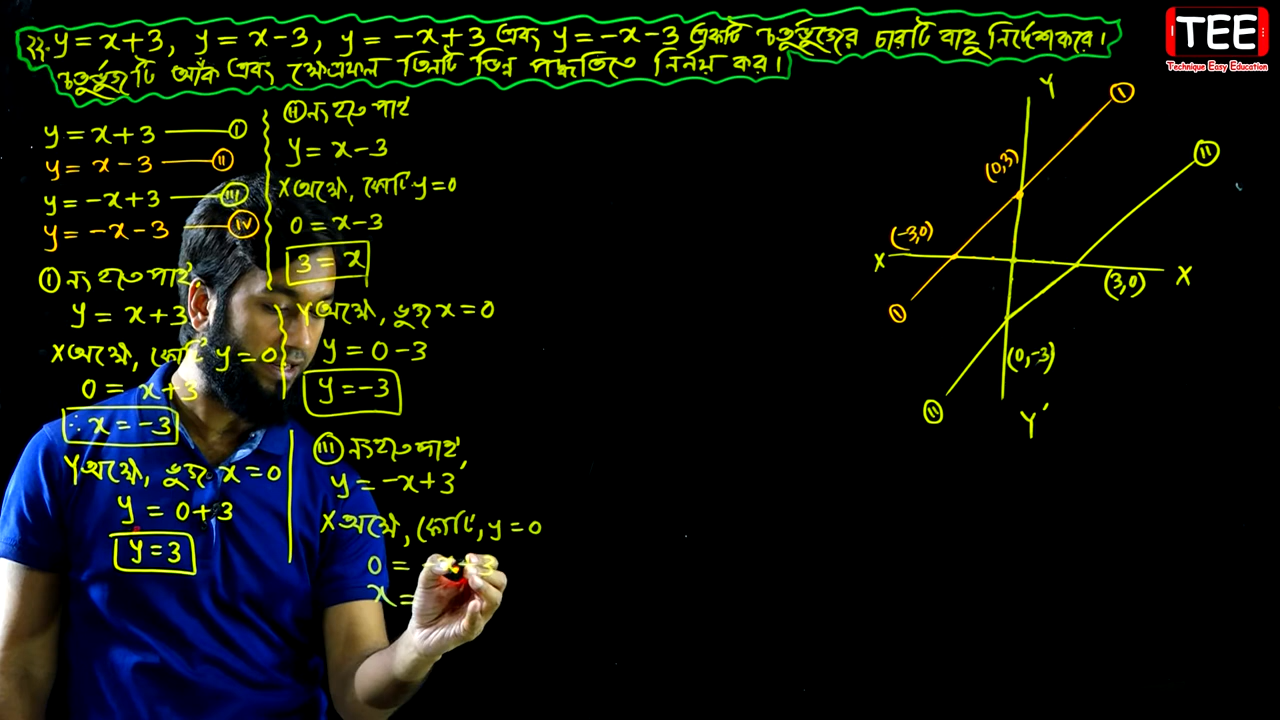 ২২. y = x+3, y = x-3, y = -x+3 এবং y = -x-3 একটি চতুর্ভুজের চারটি বাহু নির্দেশ করে।
চতুর্ভুজটি আঁক এবং ক্ষেত্রফল তিনটি ভিন্ন পদ্ধতিতে নির্নয় কর।
TEE
Technique Easy Education
y = x+3 (i)
y = x-3 (ii)
y = -x+3 (iii)
y = -x-3 (iv)
(i) নং হতে পাই,
y = x+3
X অক্ষে, কোটি y=0
0 = x+3
∴ x = -3
Y অক্ষে, ভুজ x=0
y = 0+3
y=3
(ii) নং হতে পাই
y = x-3
X অক্ষে, কোটি y=0
0 = x-3
3 = x
Y অক্ষে, ভুজ x=0
y = 0-3
y=-3
(iii) নং হতে পাই,
y = -x+3
X অক্ষে, কোটি, y=0
0 = -x+3
x =
Y
(i)
(0,3)
(ii)
(-3,0)
X
X
(3,0)
(i)
(0,-3)
(ii)
Y′